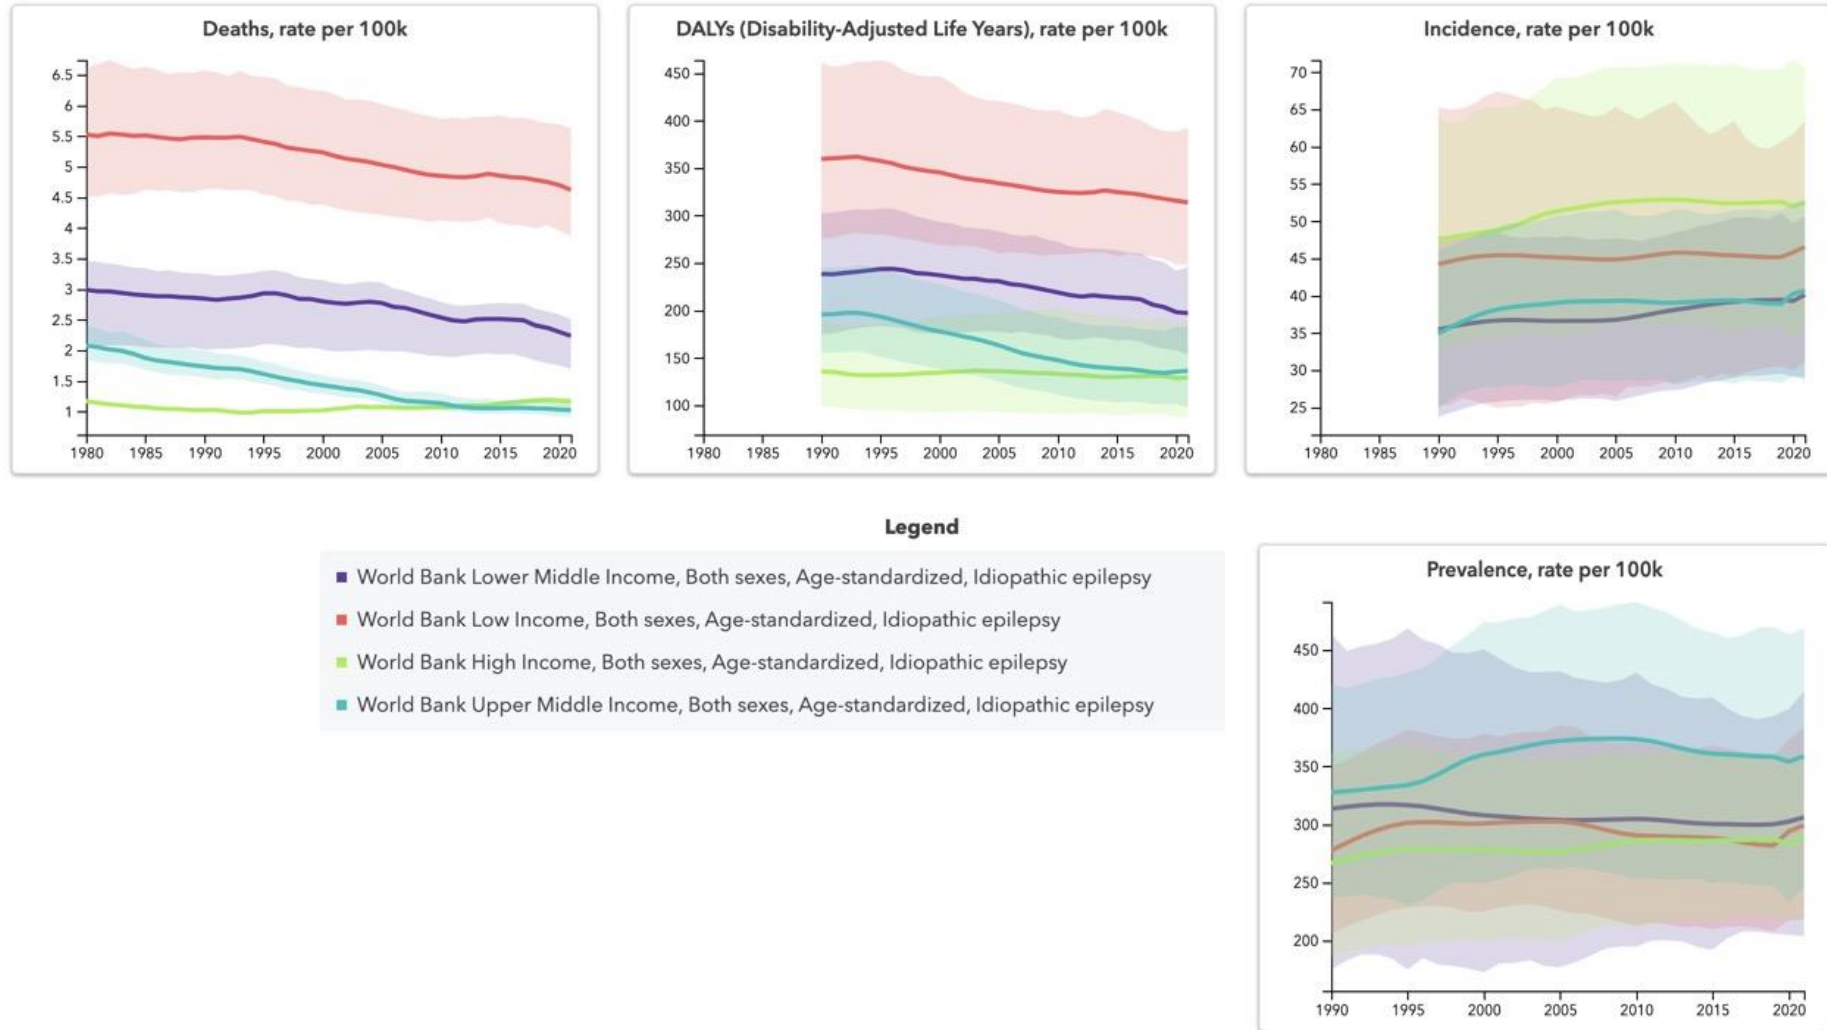 Deaths, rate per 100k
6.5
6
5.5
5
4.5
4
3.5
3
2.5
2
1.5
1
1980 1985 1990 1995 2000 2005 2010 2015 2020
DALYs (Disability-Adjusted Life Years), rate per 100k
450
400
350
300
250
200
150
100
1980 1985 1990 1995 2000 2005 2010 2015 2020
Incidence, rate per 100k
70
65
60
55
50
45
40
35
30
25
1980 1985 1990 1995 2000 2005 2010 2015 2020
Legend
World Bank Lower Middle Income, Both sexes, Age-standardized, Idiopathic epilepsy
World Bank Low Income, Both sexes, Age-standardized, Idiopathic epilepsy
World Bank High Income, Both sexes, Age-standardized, Idiopathic epilepsy
World Bank Upper Middle Income, Both sexes, Age-standardized, Idiopathic epilepsy
Prevalence, rate per 100k
450
400
350
300
250
200
1990 1995 2000 2005 2010 2015 2020